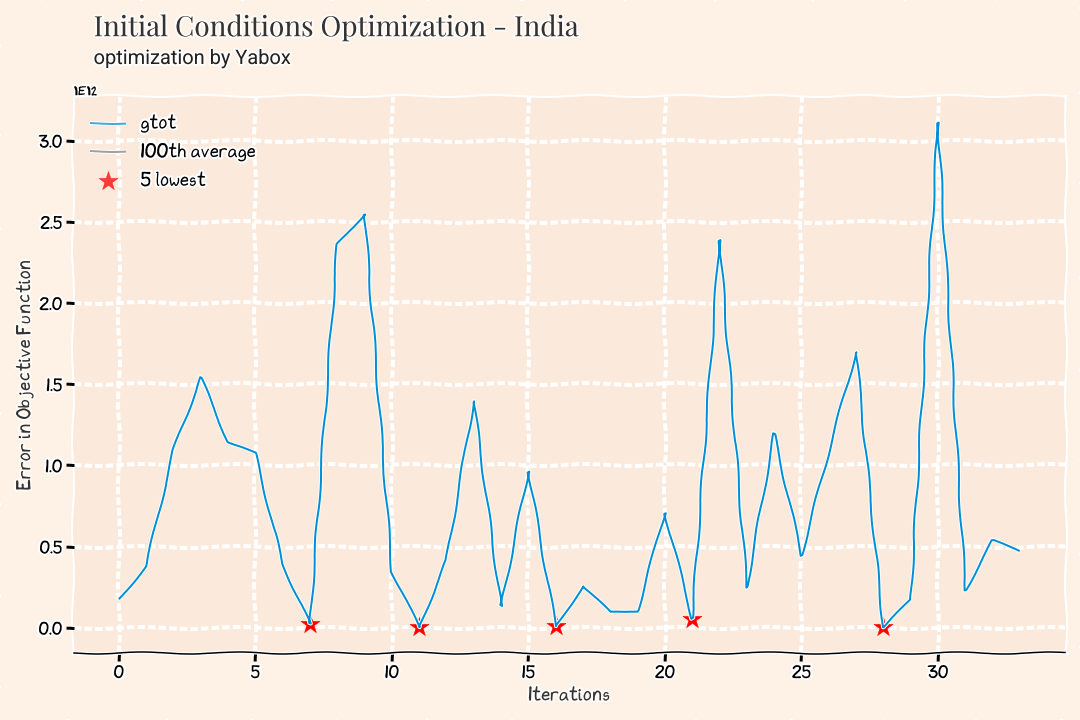 Initial Conditions Optimization - India
optimization by Yabox
1E12
gtot
100th average
5 lowest
3.0
2.5
2.0
1.5
1.0
0.5
0.0
Error in Objective Function
0 5 10 15 20 25 30
Iterations